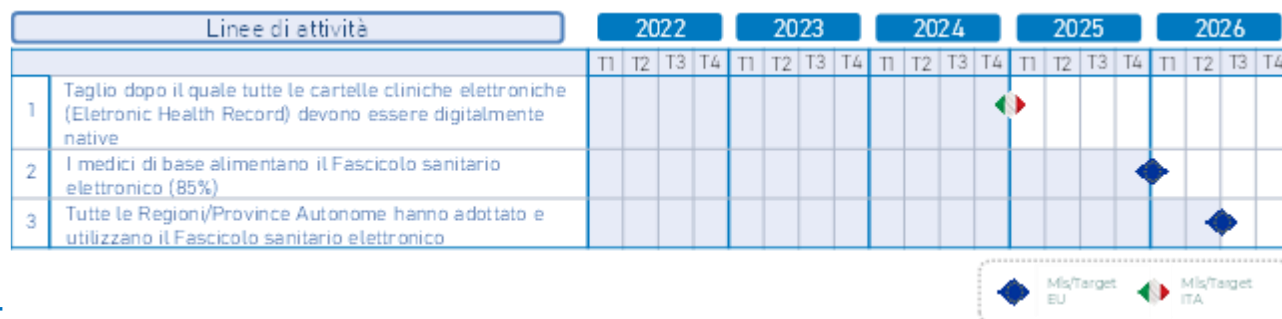 Linee di attività 2022 2023 2024 2025 2026
T1 T2 T3 T4 T1 T2 T3 T4 T1 T2 T3 T4 T1 T2 T3 T4 T1 T2 T3 T4
Taglio dopo il quale tutte le cartelle cliniche elettroniche
1 (Eletronic Health Record) devono essere digitalmente
native
2 I medici di base alimentano il Fascicolo sanitario
elettronico (85%)
3 Tutte le Regioni/Province Autonome hanno adottato e
utilizzano il Fascicolo sanitario elettronico
Mls/Target Mls/Target
EU ITA